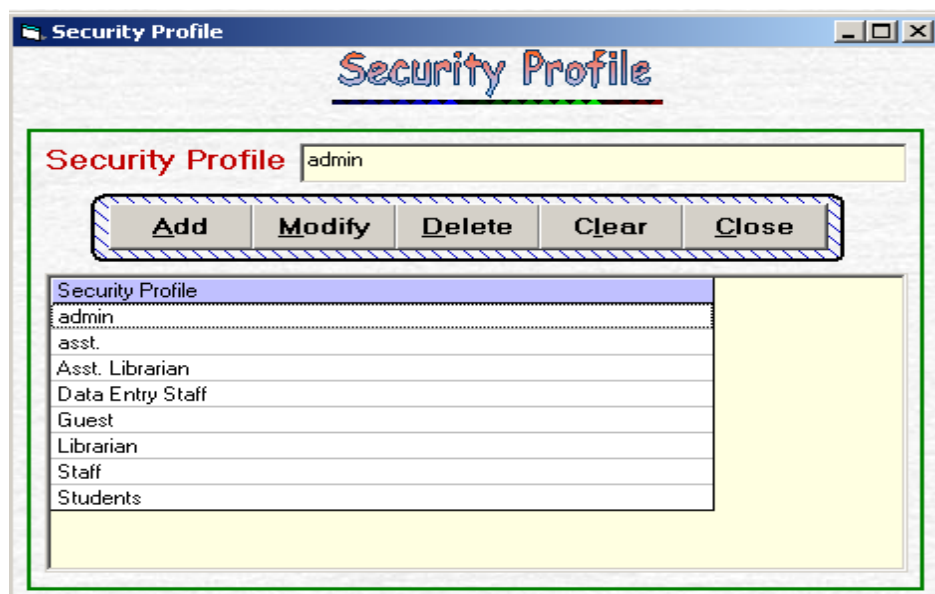 Security Profile
Security Profile
Security Profile admin
Add Modify Delete Clear Close
Security Profile
admin
asst.
Asst. Librarian
Data Entry Staff
Guest
Librarian
Staff
Students